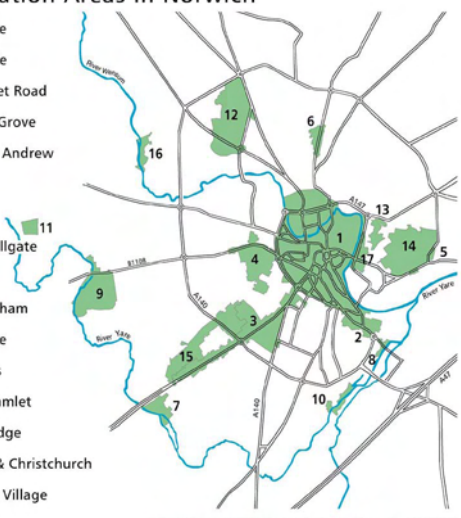 ation Areas in Norwich
e
e
et Road
Grove
Andrew
llgate
ham
e
s
mlet
dge
& Christchurch
Village
River Wensum
12
6
16
A147
13
11
1
14
4
17
5
B1108
River Yare
9
A140
3
2
River Yare
15
8
7
10
A140
A47